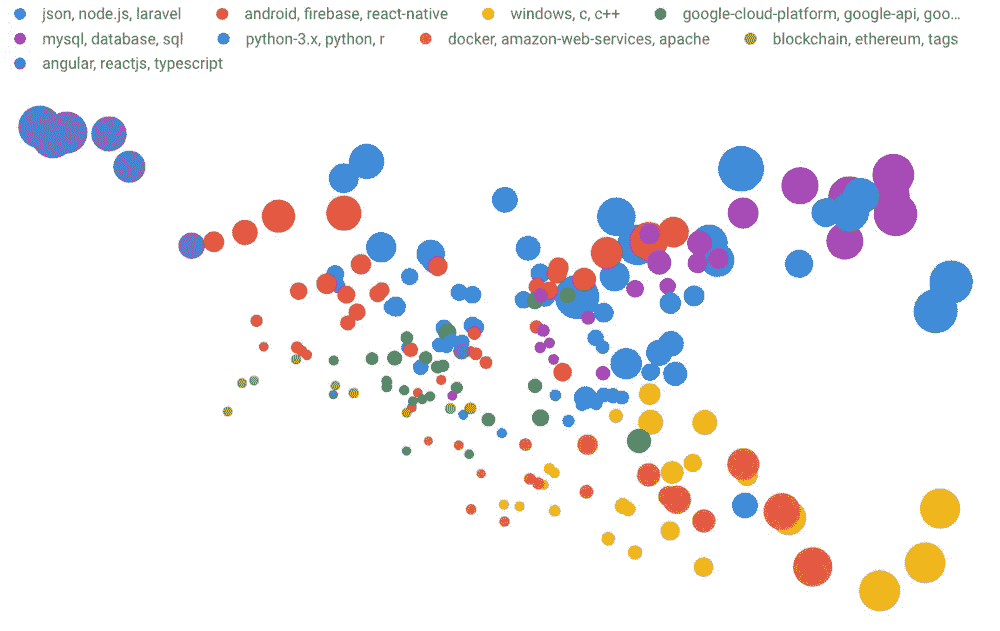 json, node.js, laravel android, firebase, react-native windows, c, c++ google-cloud-platform, google-api, goo...
mysql, database, sql python-3.x, python, r docker, amazon-web-services, apache blockchain, ethereum, tags
angular, reactjs, typescript